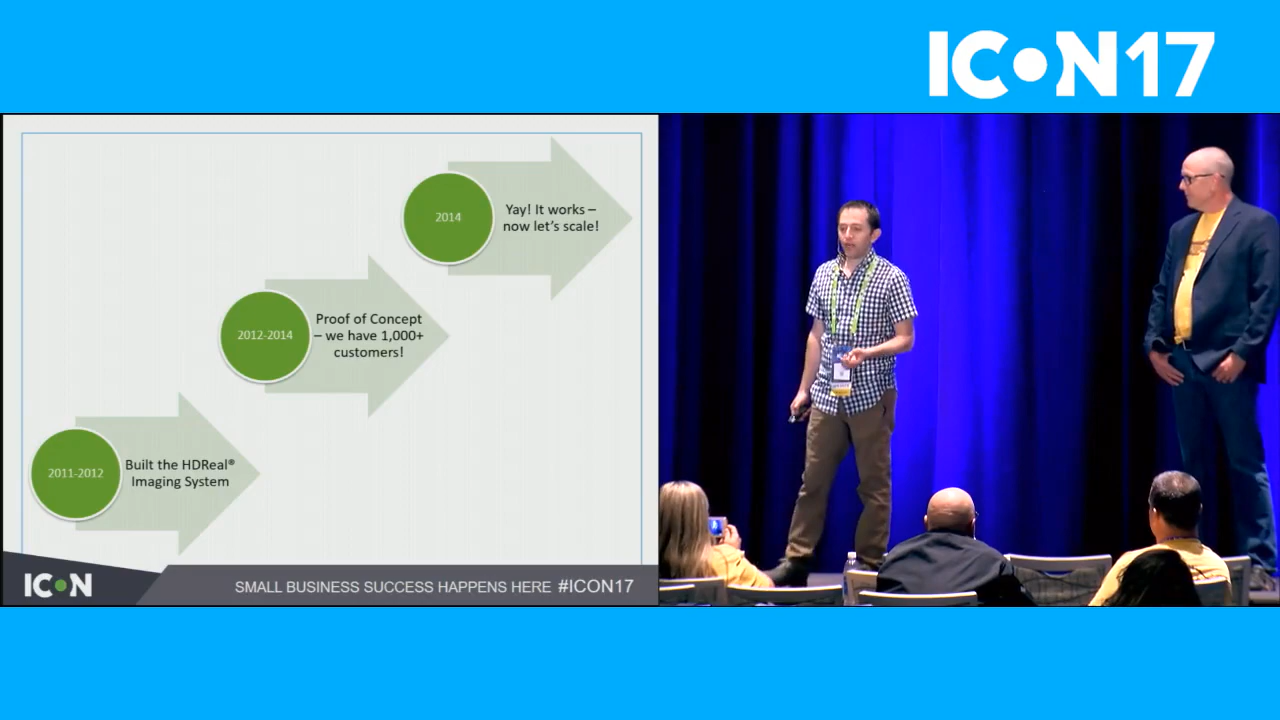 ICON17
2014
Yay! It works –
now let's scale!
2012-2014
Proof of Concept
– we have 1,000+
customers!
2011-2012
Built the HDReal®
Imaging System
ICON
SMALL BUSINESS SUCCESS HAPPENS HERE #ICON17